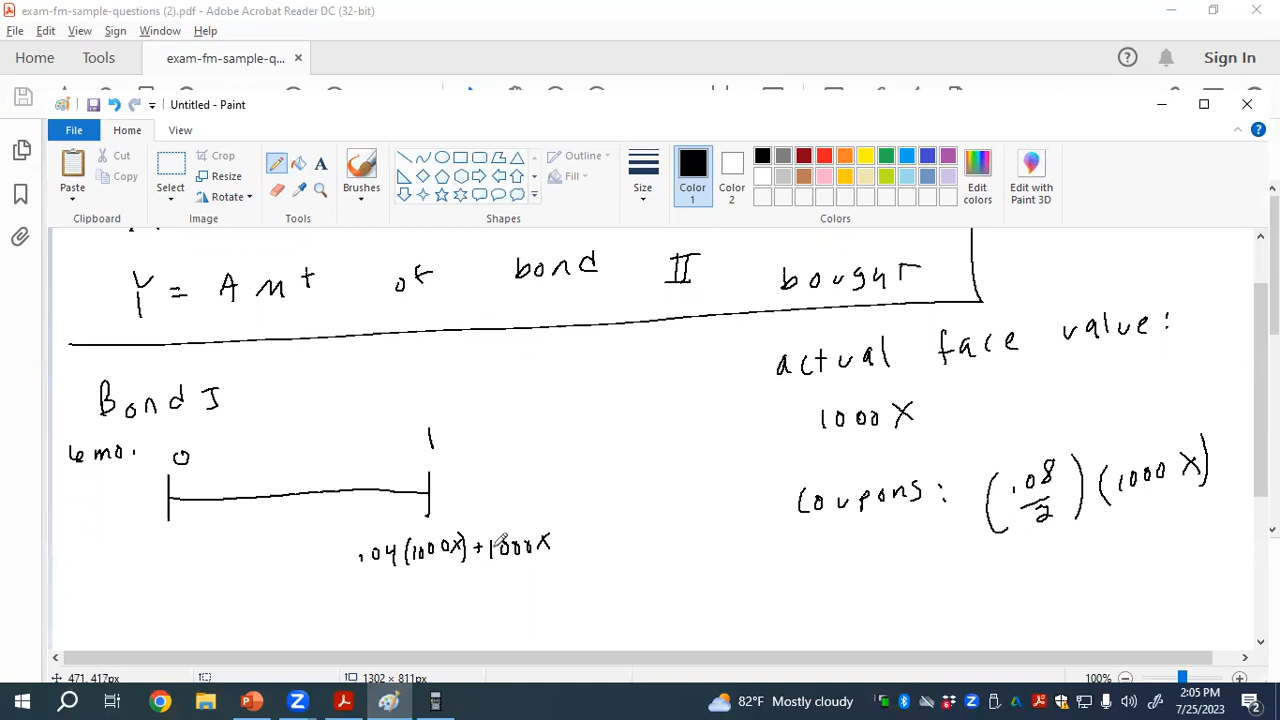 exam-fm-sample-questions (2).pdf - Adobe Acrobat Reader DC (32-bit)
File Edit View Sign Window Help
Home Tools exam-fm-sample-q... × Sign In
Untitled - Paint
File Home View
Paste Cut Copy Select Crop Resize Rotate Brushes Outline Fill Size Color 1 Color 2 Edit colors Edit with Paint 3D
Clipboard Image Tools Shapes Colors
Y = Amt of bond II bought
actual face value:
Bond I
1000X
6mo. 0 1
coupons: (.08/2)(1000X)
.04(1000X)+1000X
471, 417px 1302 × 811px 100%
82°F Mostly cloudy
2:05 PM
7/25/2023
2